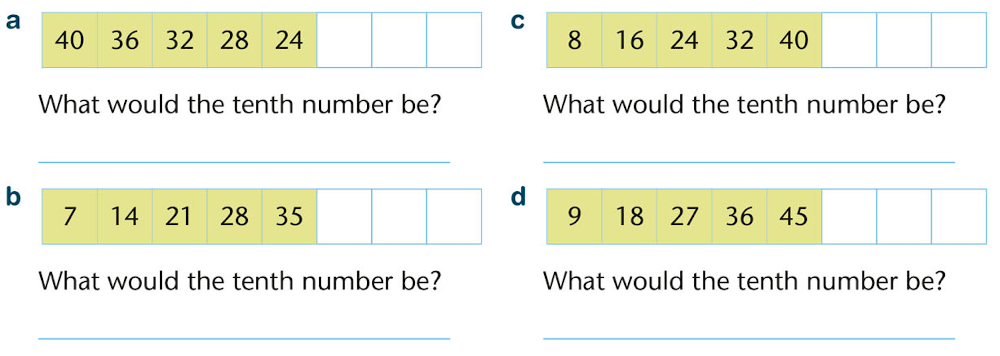 a
40 36 32 28 24
What would the tenth number be?
b
7 14 21 28 35
What would the tenth number be?
c
8 16 24 32 40
What would the tenth number be?
d
9 18 27 36 45
What would the tenth number be?